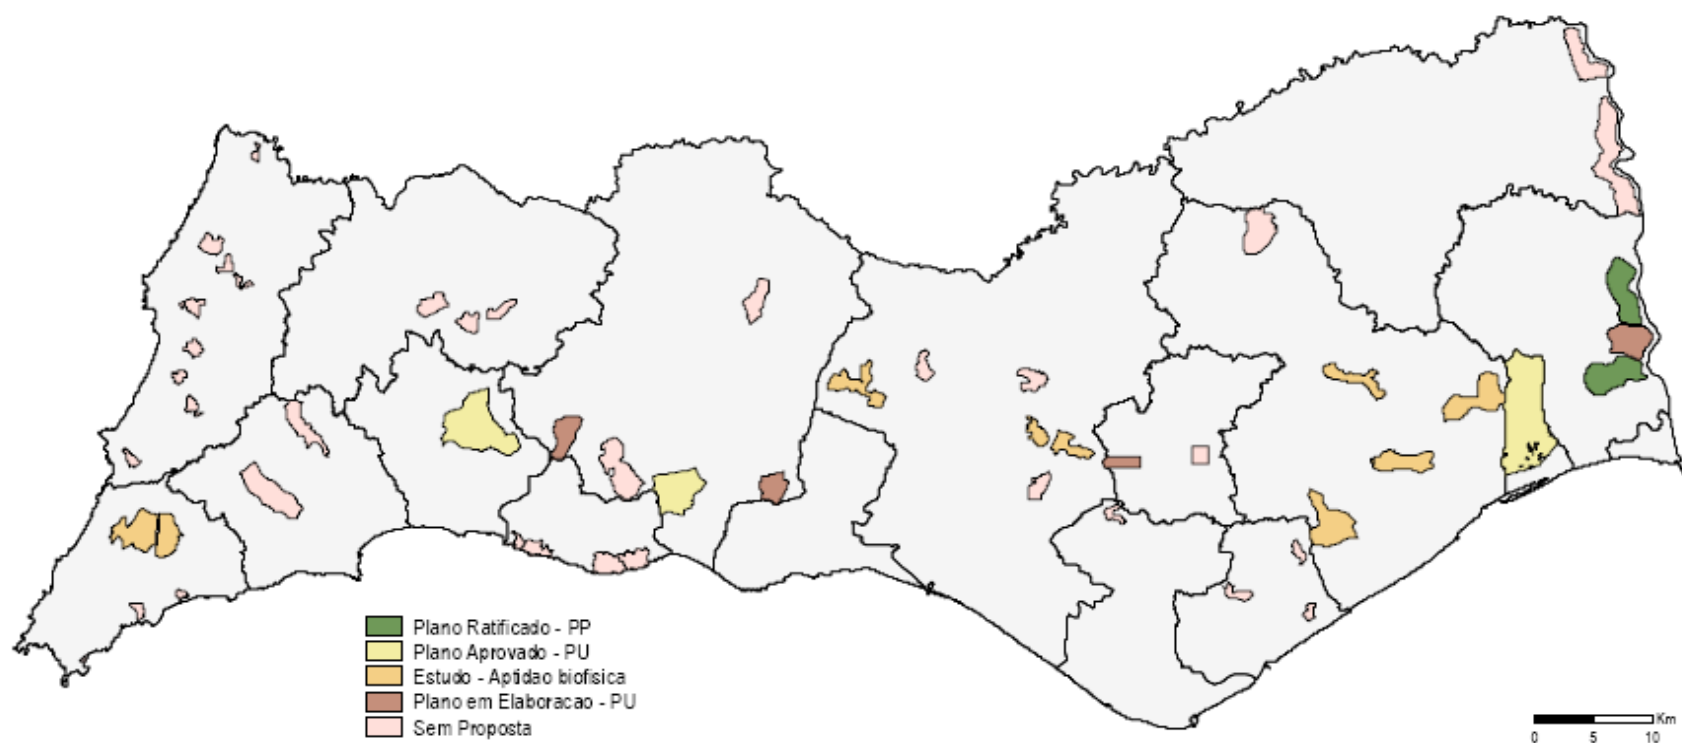 Plano Ratificado - PP
Plano Aprovado - PU
Estudo - Aptidao biofisica
Plano em Elaboracao - PU
Sem Proposta
Km
0 5 10